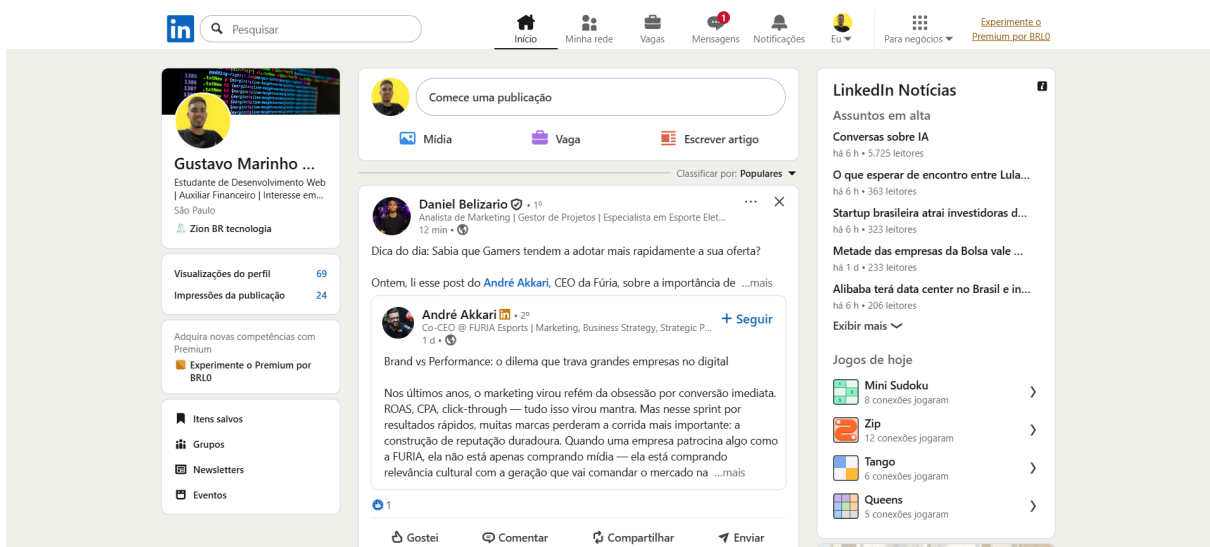 in
Pesquisar
Início
Minha rede
Vagas
1
Mensagens
Notificações
Eu
Para negócios
Experimente o
Premium por BRL0
Gustavo Marinho ...
Estudante de Desenvolvimento Web
| Auxiliar Financeiro | Interesse em...
São Paulo
Zion BR tecnologia
Visualizações do perfil 69
Impressões da publicação 24
Adquira novas competências com
Premium
Experimente o Premium por
BRL0
Itens salvos
Grupos
Newsletters
Eventos
Comece uma publicação
Mídia
Vaga
Escrever artigo
Classificar por: Populares
Daniel Belizario • 1º
Analista de Marketing | Gestor de Projetos | Especialista em Esporte Elet...
12 min •
Dica do dia: Sabia que Gamers tendem a adotar mais rapidamente a sua oferta?
Ontem, li esse post do André Akkari, CEO da Fúria, sobre a importância de ...mais
André Akkari in • 2º
Co-CEO @ FURIA Esports | Marketing, Business Strategy, Strategic P...
1 d •
+ Seguir
Brand vs Performance: o dilema que trava grandes empresas no digital
Nos últimos anos, o marketing virou refém da obsessão por conversão imediata.
ROAS, CPA, click-through — tudo isso virou mantra. Mas nesse sprint por
resultados rápidos, muitas marcas perderam a corrida mais importante: a
construção de reputação duradoura. Quando uma empresa patrocina algo como
a FURIA, ela não está apenas comprando mídia — ela está comprando
relevância cultural com a geração que vai comandar o mercado na ...mais
1
Gostei
Comentar
Compartilhar
Enviar
LinkedIn Notícias
Assuntos em alta
Conversas sobre IA
há 6 h • 5.725 leitores
O que esperar de encontro entre Lula...
há 6 h • 363 leitores
Startup brasileira atrai investidoras d...
há 6 h • 323 leitores
Metade das empresas da Bolsa vale ...
há 1 d • 233 leitores
Alibaba terá data center no Brasil e in...
há 6 h • 206 leitores
Exibir mais
Jogos de hoje
Mini Sudoku
8 conexões jogaram
Zip
12 conexões jogaram
Tango
6 conexões jogaram
Queens
5 conexões jogaram